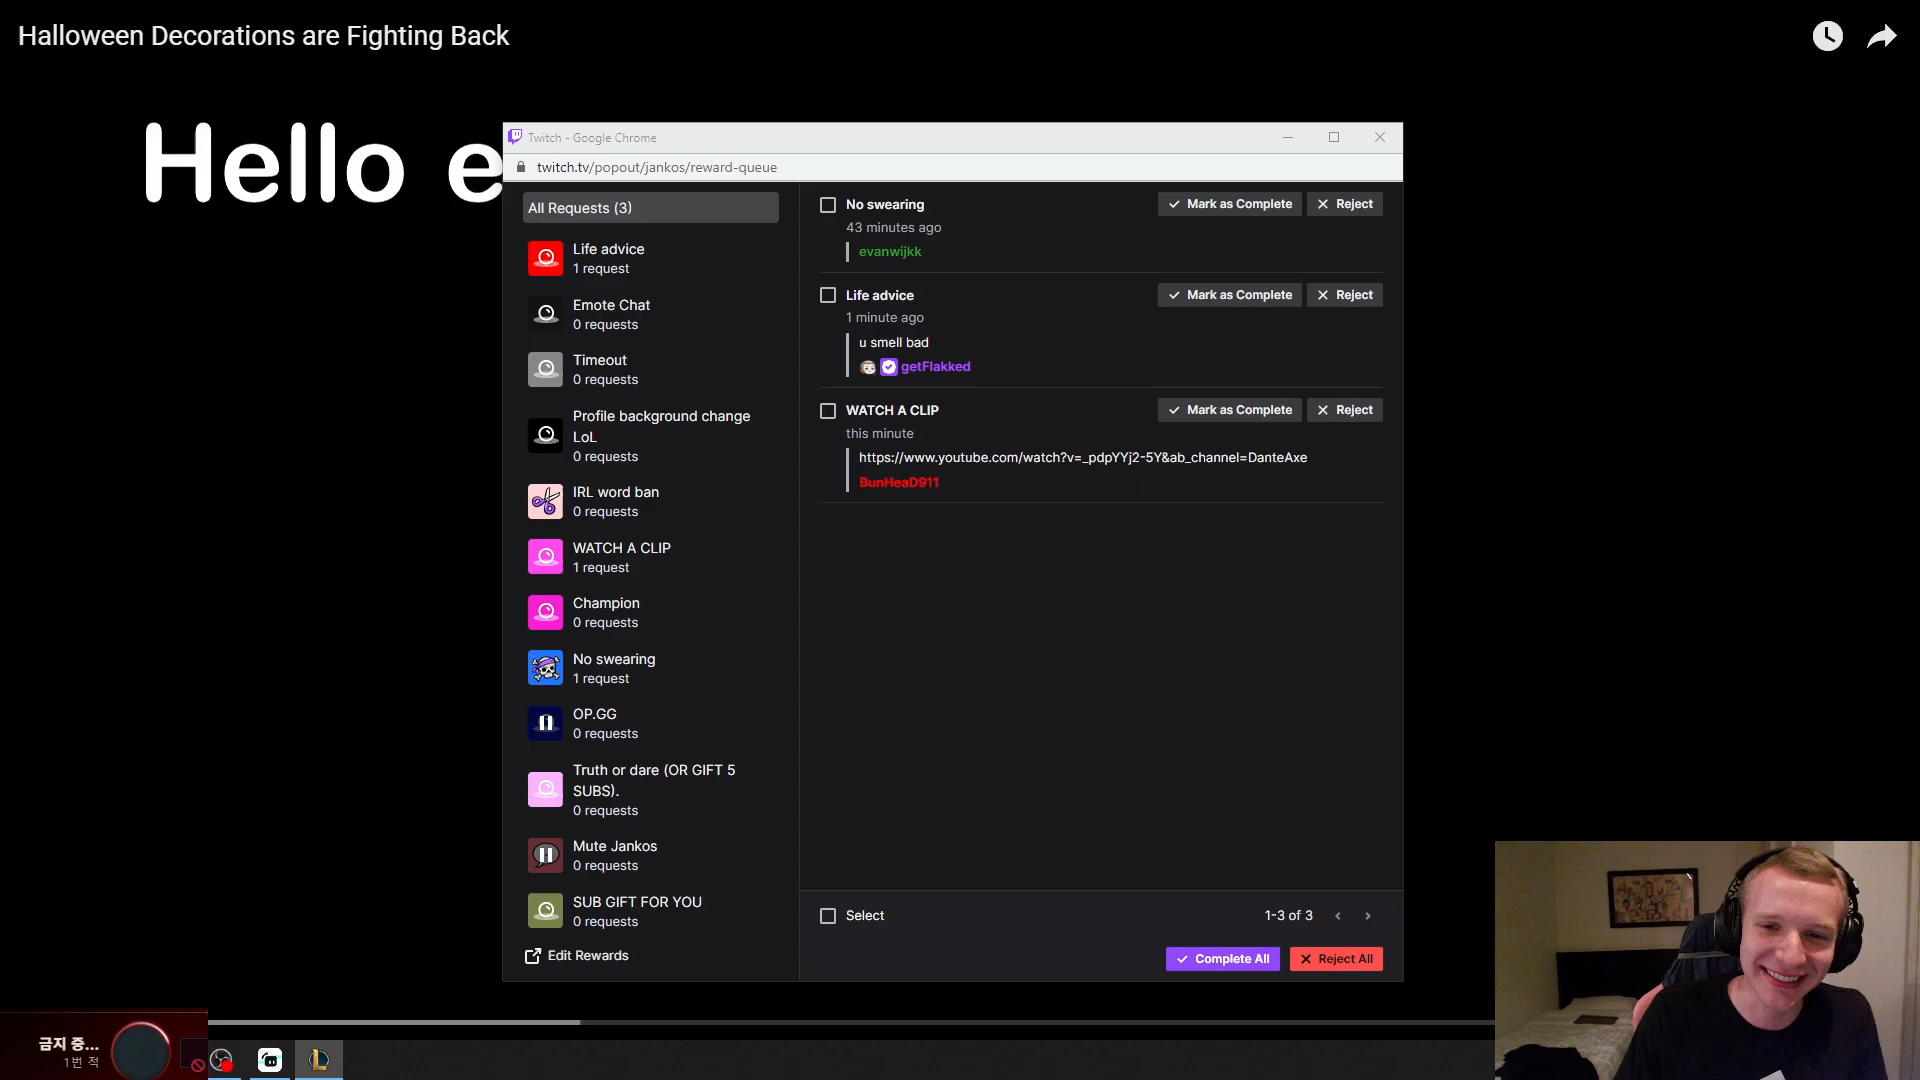 Halloween Decorations are Fighting Back
Hello e
Twitch - Google Chrome
twitch.tv/popout/jankos/reward-queue
All Requests (3)
Life advice
1 request
Emote Chat
0 requests
Timeout
0 requests
Profile background change
LoL
0 requests
IRL word ban
0 requests
WATCH A CLIP
1 request
Champion
0 requests
No swearing
1 request
OP.GG
0 requests
Truth or dare (OR GIFT 5
SUBS).
0 requests
Mute Jankos
0 requests
SUB GIFT FOR YOU
0 requests
Edit Rewards
No swearing
Mark as Complete
Reject
43 minutes ago
evanwijkk
Life advice
Mark as Complete
Reject
1 minute ago
u smell bad
getFlakked
WATCH A CLIP
Mark as Complete
Reject
this minute
https://www.youtube.com/watch?v=_pdpYYj2-5Y&ab_channel=DanteAxe
BunHeaD911
Select
1-3 of 3
Complete All
Reject All
금지 중...
1번 적